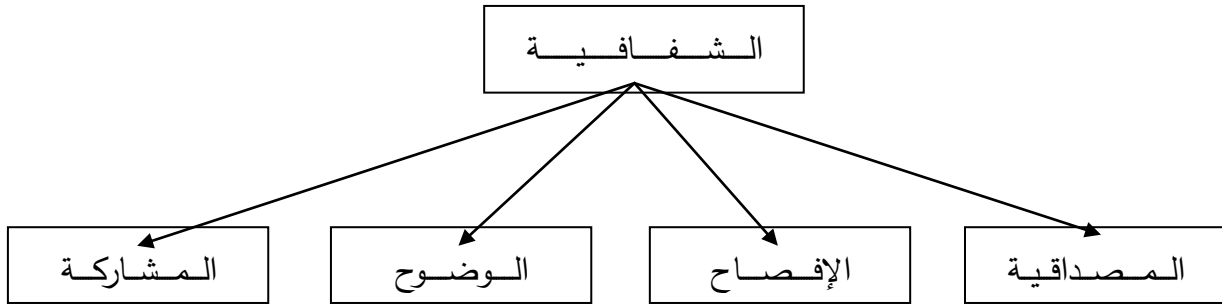 الشفافية
المصداقية
الإفصاح
الوضوح
المشاركة